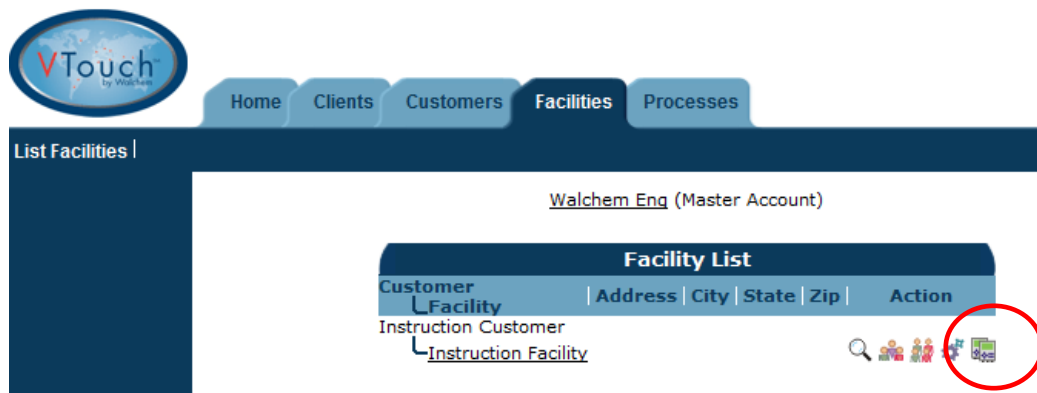 VTouch™
by Walchem
Home Clients Customers Facilities Processes
List Facilities |
Walchem Eng (Master Account)
Facility List
Customer
Facility | Address | City | State | Zip | Action
Instruction Customer
Instruction Facility